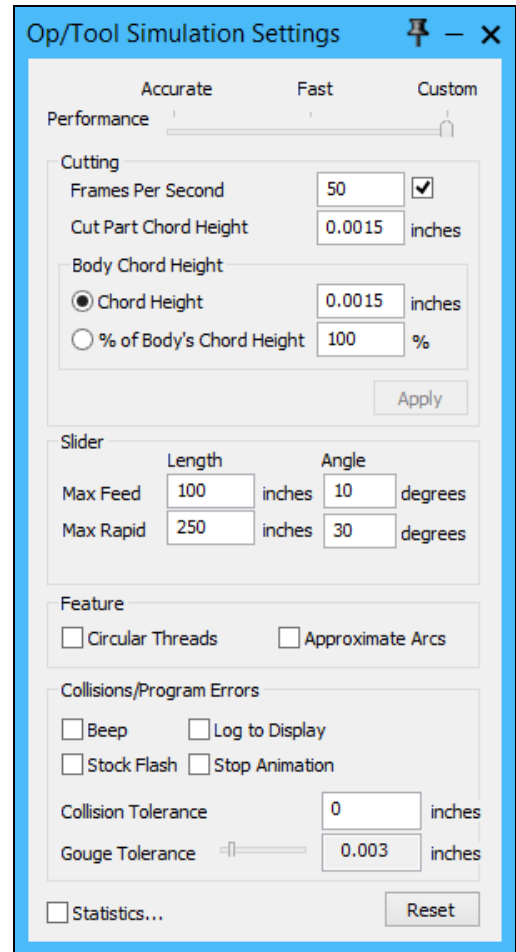 Op/Tool Simulation Settings
Accurate Fast Custom
Performance
Cutting
Frames Per Second 50
Cut Part Chord Height 0.0015 inches
Body Chord Height
Chord Height 0.0015 inches
% of Body's Chord Height 100 %
Apply
Slider
Length Angle
Max Feed 100 inches 10 degrees
Max Rapid 250 inches 30 degrees
Feature
Circular Threads Approximate Arcs
Collisions/Program Errors
Beep Log to Display
Stock Flash Stop Animation
Collision Tolerance 0 inches
Gouge Tolerance 0.003 inches
Statistics... Reset